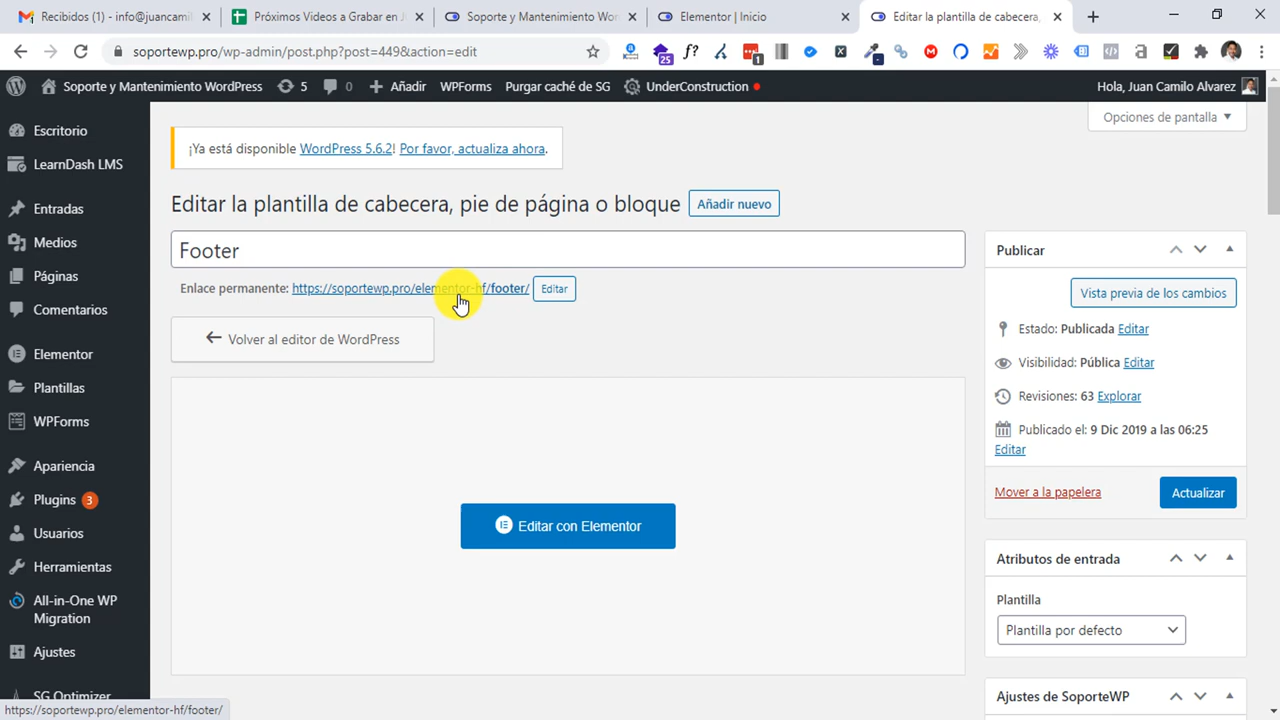 Recibidos (1) - info@juancamil
Próximos Videos a Grabar en J
Soporte y Mantenimiento Wor
Elementor | Inicio
Editar la plantilla de cabecera,
soportewp.pro/wp-admin/post.php?post=449&action=edit
25
f?
1
Soporte y Mantenimiento WordPress
5
0
Añadir
WPForms
Purgar caché de SG
UnderConstruction
Hola, Juan Camilo Alvarez
Opciones de pantalla
Escritorio
LearnDash LMS
Entradas
Medios
Páginas
Comentarios
Elementor
Plantillas
WPForms
Apariencia
Plugins 3
Usuarios
Herramientas
All-in-One WP
Migration
Ajustes
SG Optimizer
¡Ya está disponible WordPress 5.6.2! Por favor, actualiza ahora.
Editar la plantilla de cabecera, pie de página o bloque
Añadir nuevo
Footer
Enlace permanente: https://soportewp.pro/elementor-hf/footer/
Editar
Volver al editor de WordPress
Editar con Elementor
Publicar
Vista previa de los cambios
Estado: Publicada Editar
Visibilidad: Pública Editar
Revisiones: 63 Explorar
Publicado el: 9 Dic 2019 a las 06:25
Editar
Mover a la papelera
Actualizar
Atributos de entrada
Plantilla
Plantilla por defecto
Ajustes de SoporteWP
https://soportewp.pro/elementor-hf/footer/